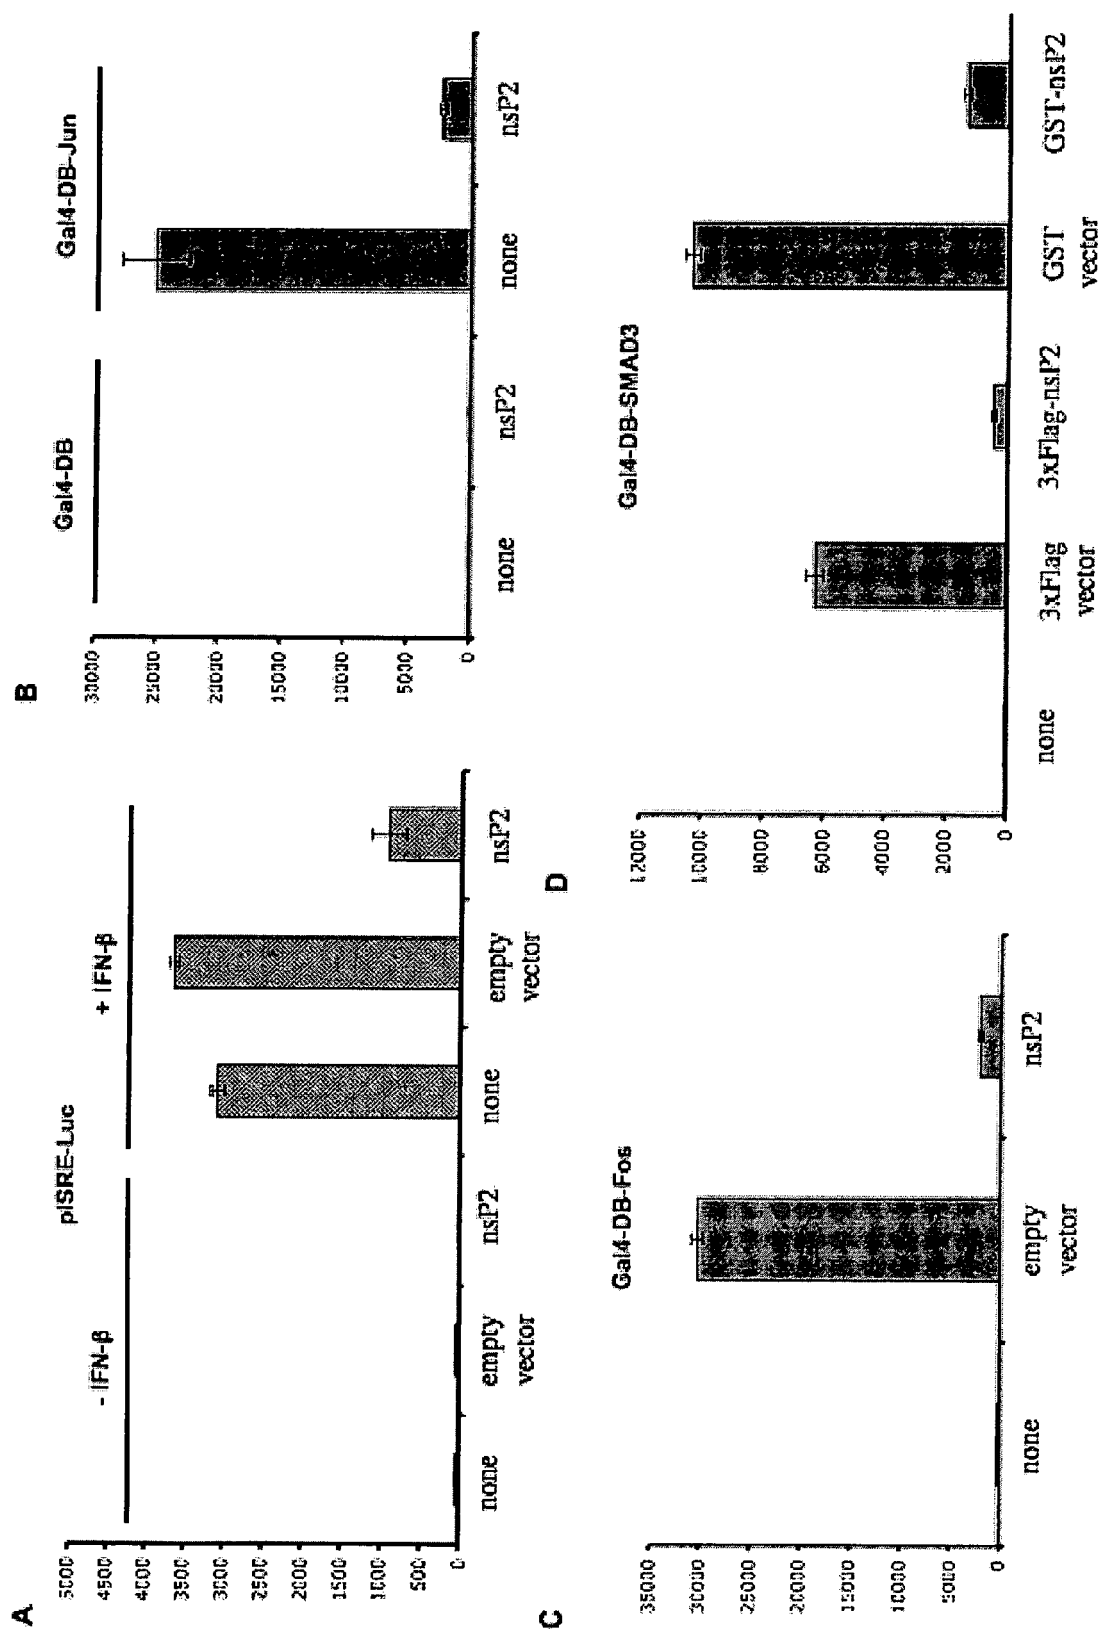 A
pISRE-Luc
- IFN-β
+ IFN-β
5000
4500
4000
3500
3000
2500
2000
1500
1000
500
0
none
empty vector
nsP2
none
empty vector
nsP2
B
Gal4-DB
Gal4-DB-Jun
30000
25000
20000
15000
10000
5000
0
none
nsP2
none
nsP2
C
Gal4-DB-Fos
35000
30000
25000
20000
15000
10000
5000
0
none
empty vector
nsP2
D
Gal4-DB-SMAD3
12000
10000
8000
6000
4000
2000
0
none
3xFlag vector
3xFlag-nsP2
GST vector
GST-nsP2